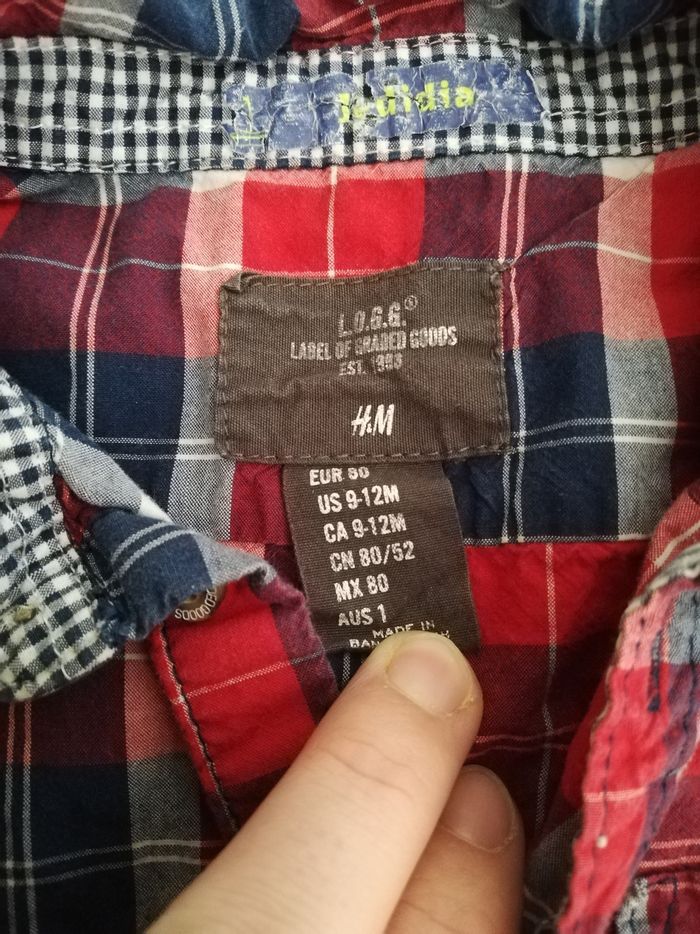 Jedidia
L.O.G.G.®
LABEL OF GRADED GOODS
EST. 1993
H&M
EUR 80
US 9-12M
CA 9-12M
CN 80/52
MX 80
AUS 1
MADE IN